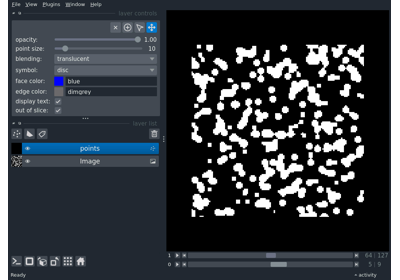 File View Plugins Window Help
layer controls
opacity: 1.00
point size: 10
blending: translucent
symbol: disc
face color: blue
edge color: dimgrey
display text:
out of slice:
layer list
points
Image
1 64 127
0 5 9
Ready
activity